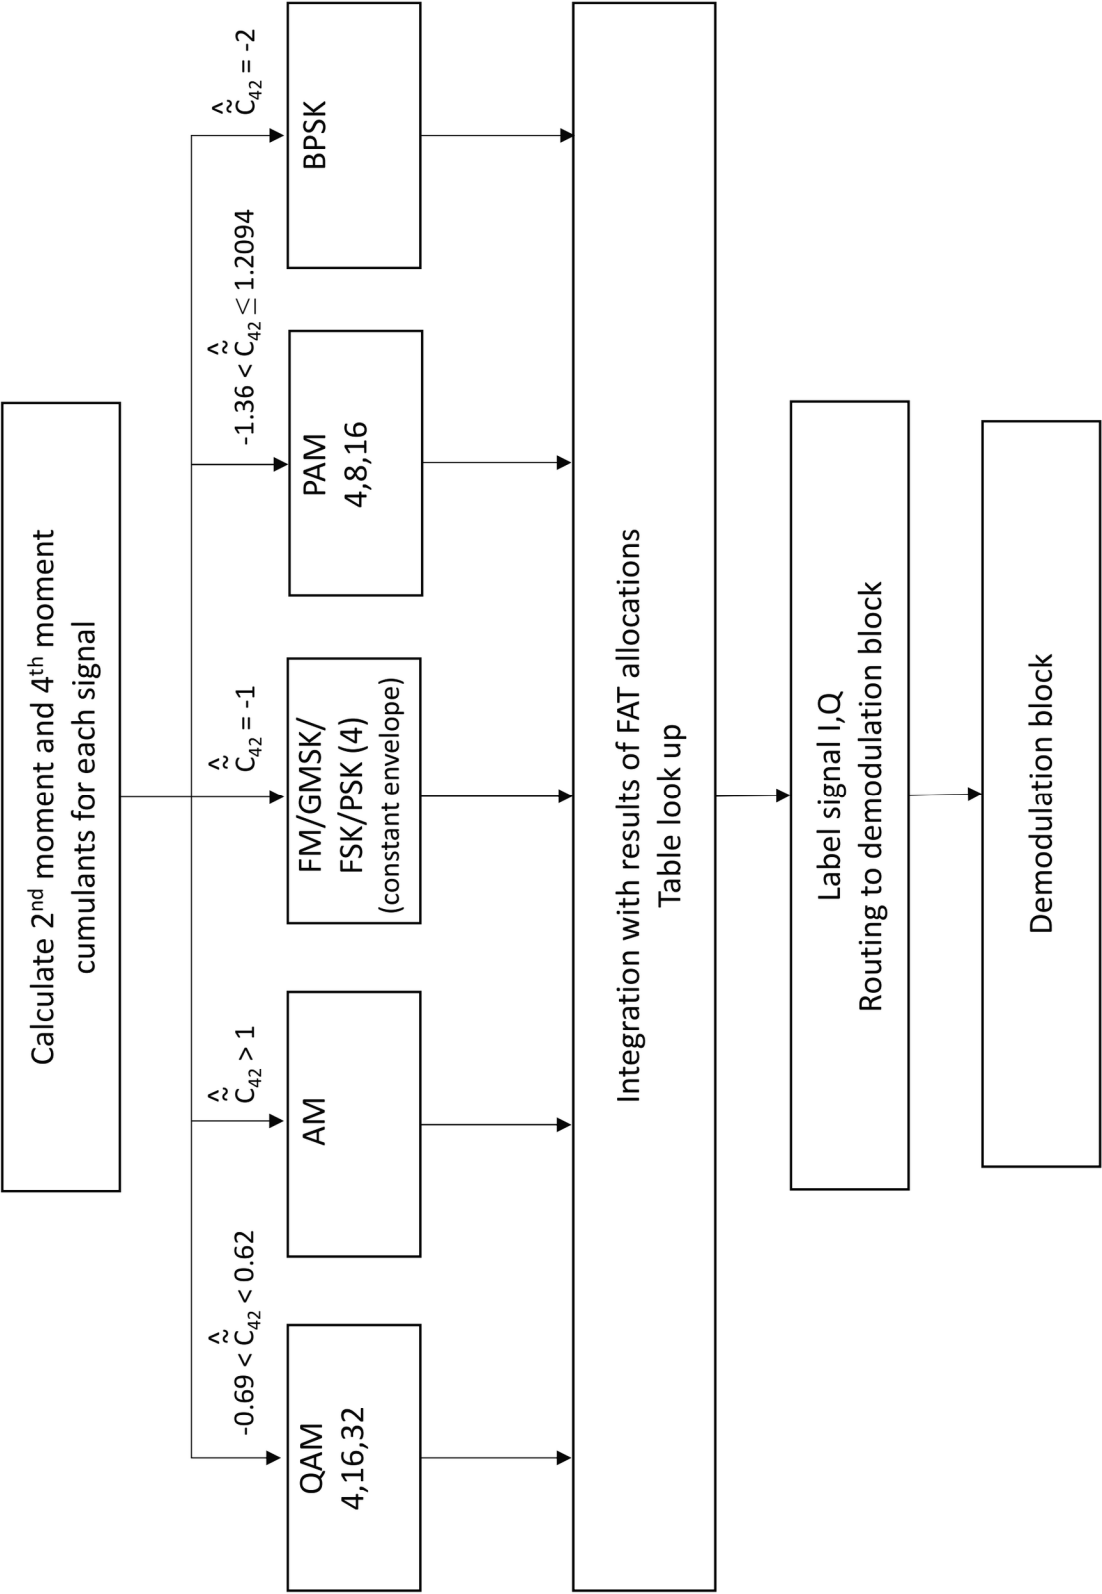 Calculate 2nd moment and 4th moment
cumulants for each signal
-0.69 < C̃̂42 < 0.62
C̃̂42 > 1
C̃̂42 = -1
-1.36 < C̃̂42 ≤ 1.2094
C̃̂42 = -2
QAM
4,16,32
AM
FM/GMSK/
FSK/PSK (4)
(constant envelope)
PAM
4,8,16
BPSK
Integration with results of FAT allocations
Table look up
Label signal I,Q
Routing to demodulation block
Demodulation block